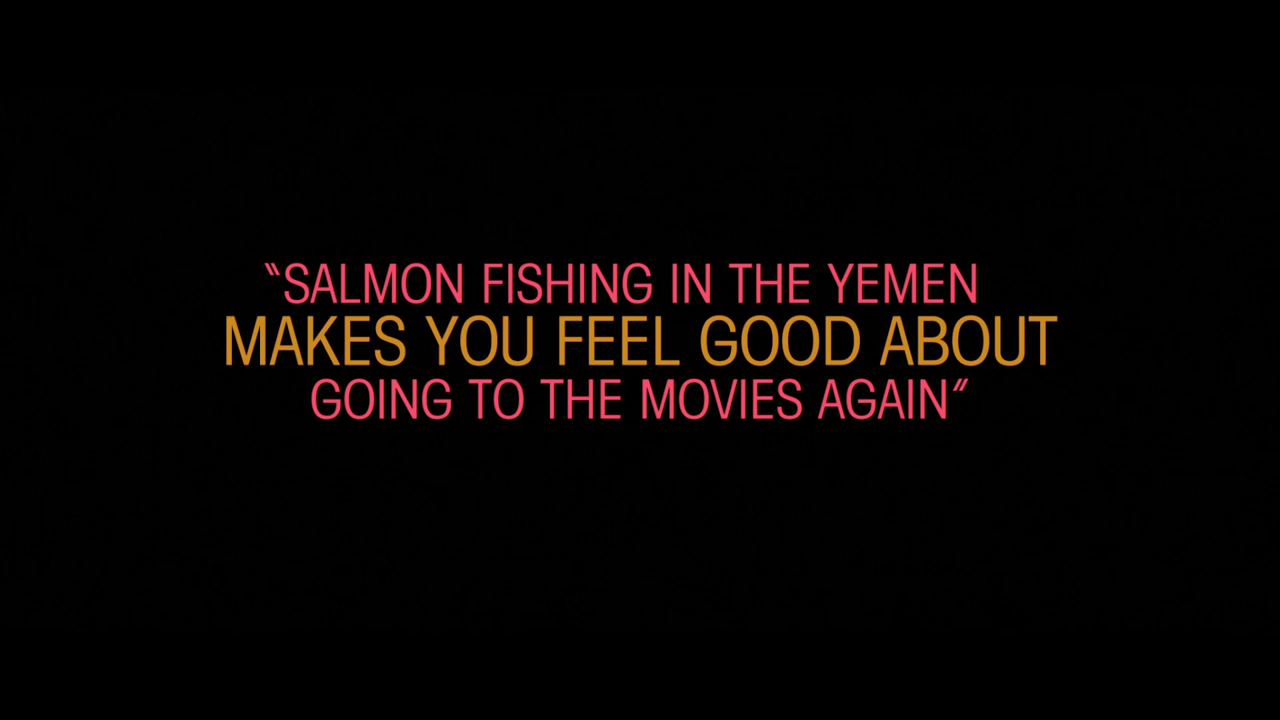 “SALMON FISHING IN THE YEMEN
MAKES YOU FEEL GOOD ABOUT
GOING TO THE MOVIES AGAIN”